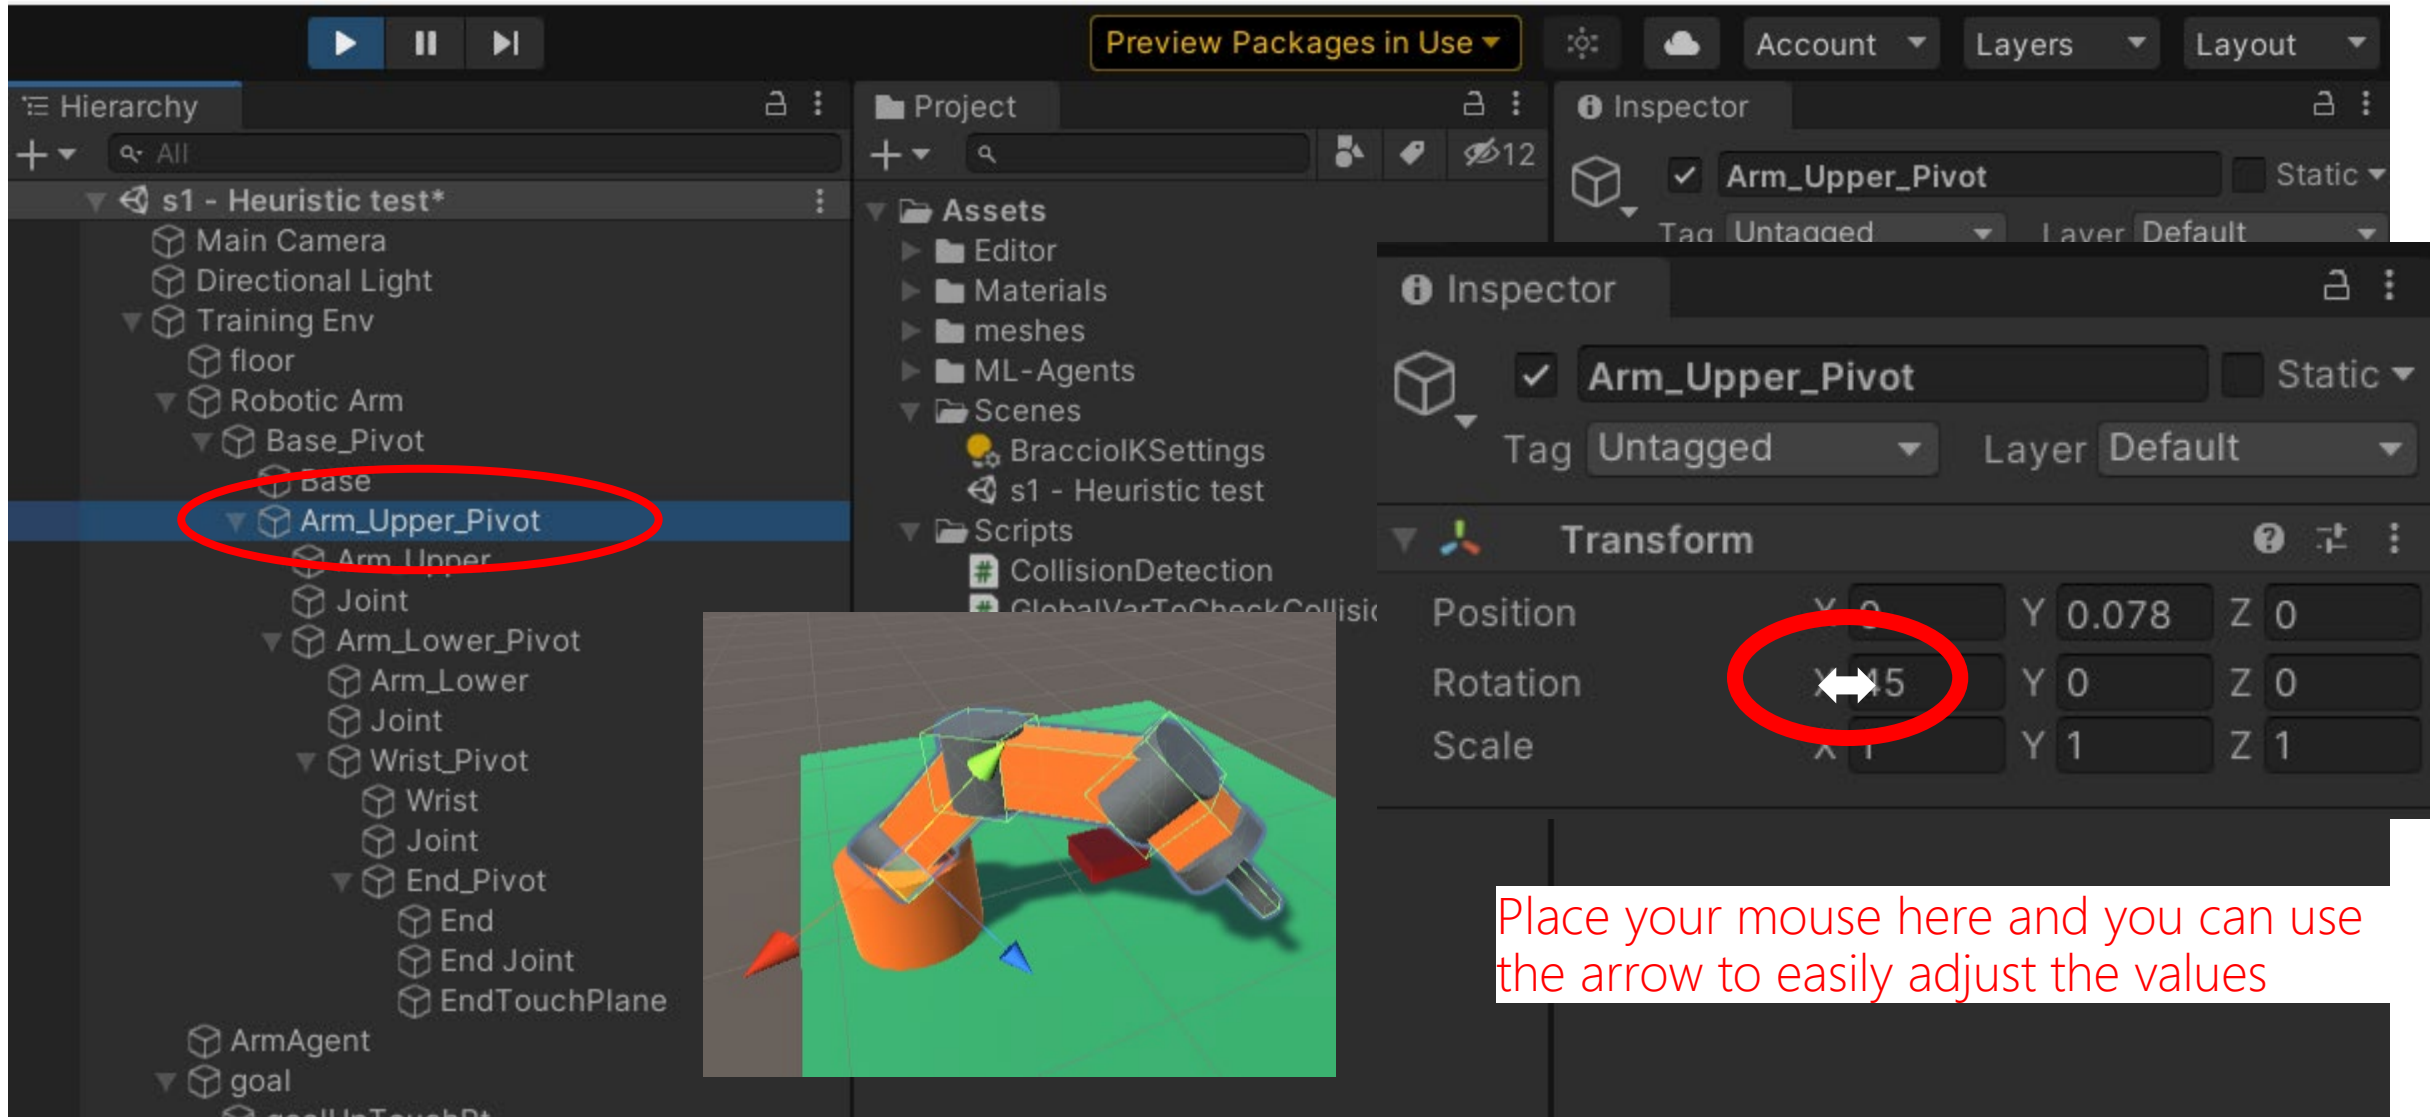 Preview Packages in Use
Account
Layers
Layout
Hierarchy
All
s1 - Heuristic test*
Main Camera
Directional Light
Training Env
floor
Robotic Arm
Base_Pivot
Base
Arm_Upper_Pivot
Arm_Upper
Joint
Arm_Lower_Pivot
Arm_Lower
Joint
Wrist_Pivot
Wrist
Joint
End_Pivot
End
End Joint
EndTouchPlane
ArmAgent
goal
Project
12
Assets
Editor
Materials
meshes
ML-Agents
Scenes
BraccioIKSettings
s1 - Heuristic test
Scripts
CollisionDetection
GlobalVarToCheckCollisio
Inspector
Arm_Upper_Pivot
Static
Tag Untagged Layer Default
Inspector
Arm_Upper_Pivot
Static
Tag Untagged Layer Default
Transform
Position X 0 Y 0.078 Z 0
Rotation X 45 Y 0 Z 0
Scale X 1 Y 1 Z 1
Place your mouse here and you can use
the arrow to easily adjust the values